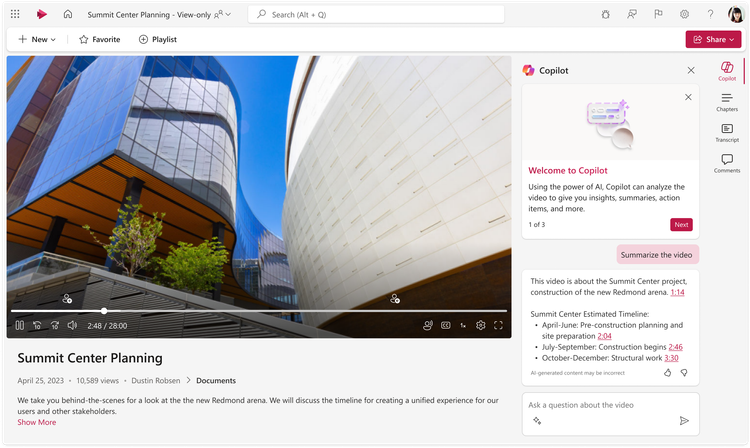 Summit Center Planning - View-only
Search (Alt + Q)
New
Favorite
Playlist
Share
2:48 / 28:00
10
10
CC
1x
Summit Center Planning
April 25, 2023 • 10,589 views • Dustin Robsen > Documents
We take you behind-the-scenes for a look at the the new Redmond arena. We will discuss the timeline for creating a unified experience for our
users and other stakeholders.
Show More
Copilot
Welcome to Copilot
Using the power of AI, Copilot can analyze the
video to give you insights, summaries, action
items, and more.
1 of 3
Next
Summarize the video
This video is about the Summit Center project,
construction of the new Redmond arena. 1:14
Summit Center Estimated Timeline:
• April-June: Pre-construction planning and
site preparation 2:04
• July-September: Construction begins 2:46
• October-December: Structural work 3:30
AI-generated content may be incorrect
Ask a question about the video
Copilot
Chapters
Transcript
Comments